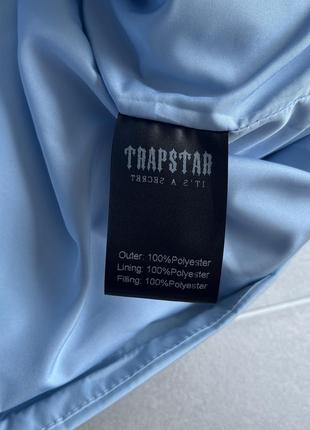 TRAPSTAR
IT'S A SECRET
Outer: 100%Polyester
Lining: 100%Polyester
Filling: 100%Polyester